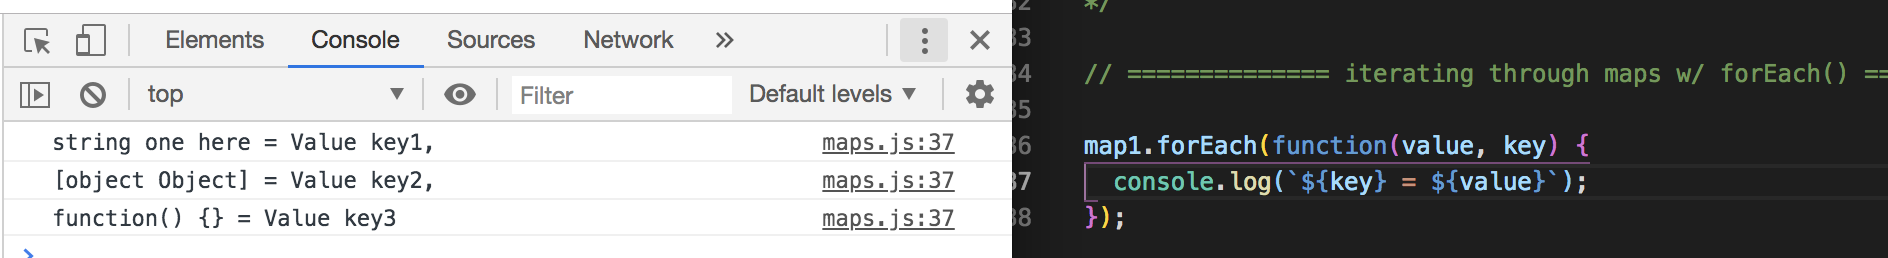 Elements Console Sources Network »
top Filter Default levels
string one here = Value key1, maps.js:37
[object Object] = Value key2, maps.js:37
function() {} = Value key3 maps.js:37
*/
33
34 // ============== iterating through maps w/ forEach() ==
35
36 map1.forEach(function(value, key) {
37 console.log(`${key} = ${value}`);
38 });